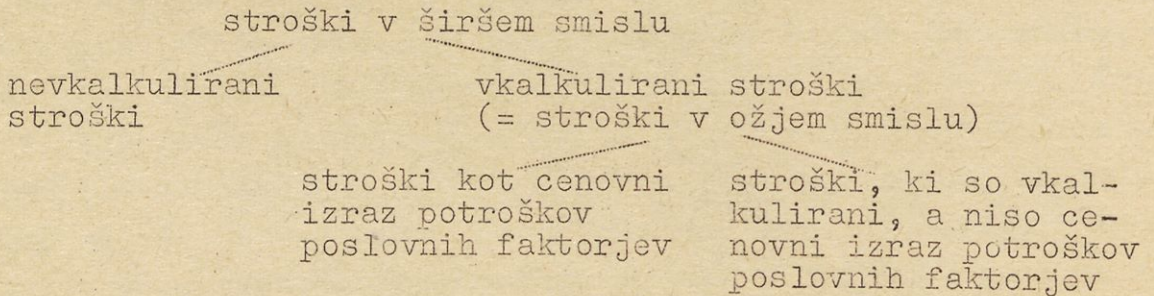 stroški v širšem smislu
nevkalkulirani
stroški
vkalkulirani stroški
(= stroški v ožjem smislu)
stroški kot cenovni
izraz potroškov
poslovnih faktorjev
stroški, ki so vkal-
kulirani, a niso ce-
novni izraz potroškov
poslovnih faktorjev